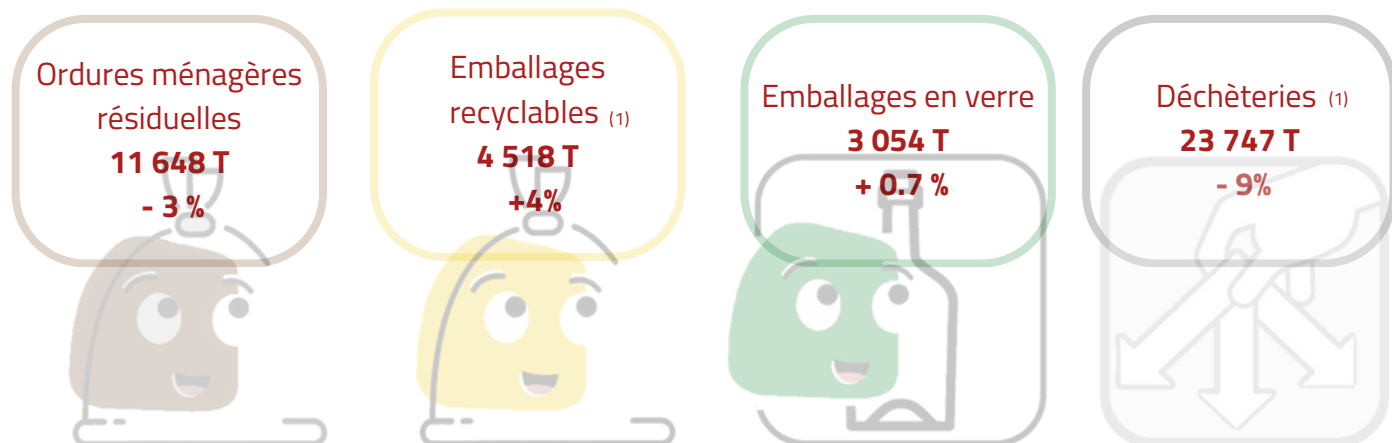 Ordures ménagères
résiduelles
11 648 T
- 3 %
Emballages
recyclables (1)
4 518 T
+4%
Emballages en verre
3 054 T
+ 0.7 %
Déchèteries (1)
23 747 T
- 9%